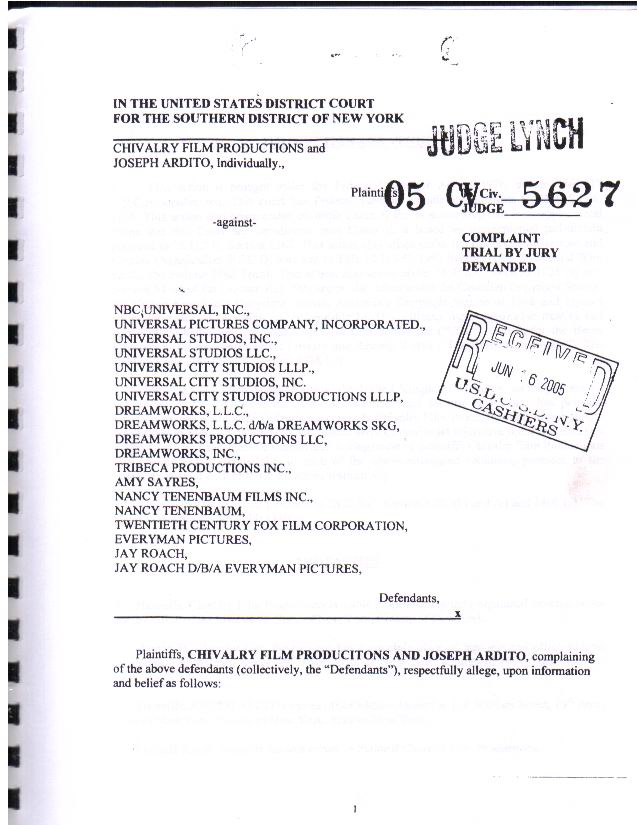 IN THE UNITED STATES DISTRICT COURT
FOR THE SOUTHERN DISTRICT OF NEW YORK
JUDGE LYNCH
CHIVALRY FILM PRODUCTIONS and
JOSEPH ARDITO, Individually.,
Plaintiffs
05 CV Civ. 5627
JUDGE
-against-
COMPLAINT
TRIAL BY JURY
DEMANDED
NBC UNIVERSAL, INC.,
UNIVERSAL PICTURES COMPANY, INCORPORATED.,
UNIVERSAL STUDIOS, INC.,
UNIVERSAL STUDIOS LLC.,
UNIVERSAL CITY STUDIOS LLLP.,
UNIVERSAL CITY STUDIOS, INC.
UNIVERSAL CITY STUDIOS PRODUCTIONS LLLP,
DREAMWORKS, L.L.C.,
DREAMWORKS, L.L.C. d/b/a DREAMWORKS SKG,
DREAMWORKS PRODUCTIONS LLC,
DREAMWORKS, INC.,
TRIBECA PRODUCTIONS INC.,
AMY SAYRES,
NANCY TENENBAUM FILMS INC.,
NANCY TENENBAUM,
TWENTIETH CENTURY FOX FILM CORPORATION,
EVERYMAN PICTURES,
JAY ROACH,
JAY ROACH D/B/A EVERYMAN PICTURES,
RECEIVED
JUN 16 2005
U.S.D.C. S.D. N.Y.
CASHIERS
Defendants,
x
Plaintiffs, CHIVALRY FILM PRODUCITONS AND JOSEPH ARDITO, complaining
of the above defendants (collectively, the “Defendants”), respectfully allege, upon information
and belief as follows:
1